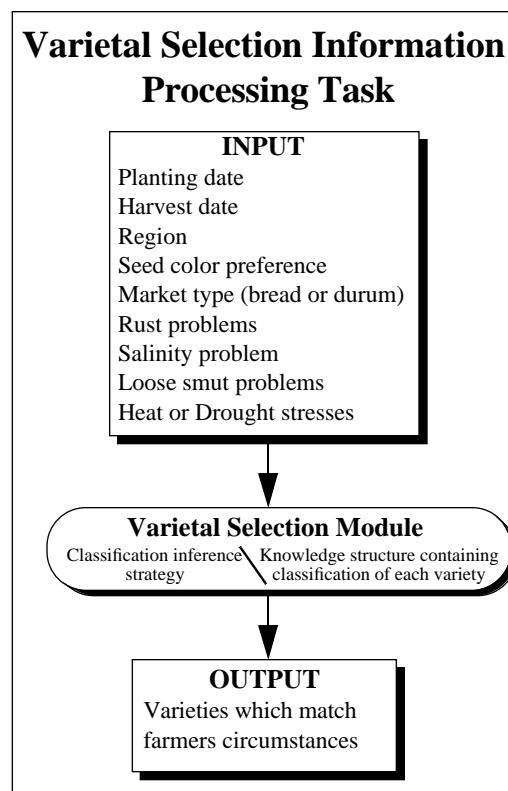 Varietal Selection Information
Processing Task
INPUT
Planting date
Harvest date
Region
Seed color preference
Market type (bread or durum)
Rust problems
Salinity problem
Loose smut problems
Heat or Drought stresses
Varietal Selection Module
Classification inference
strategy
Knowledge structure containing
classification of each variety
OUTPUT
Varieties which match
farmers circumstances